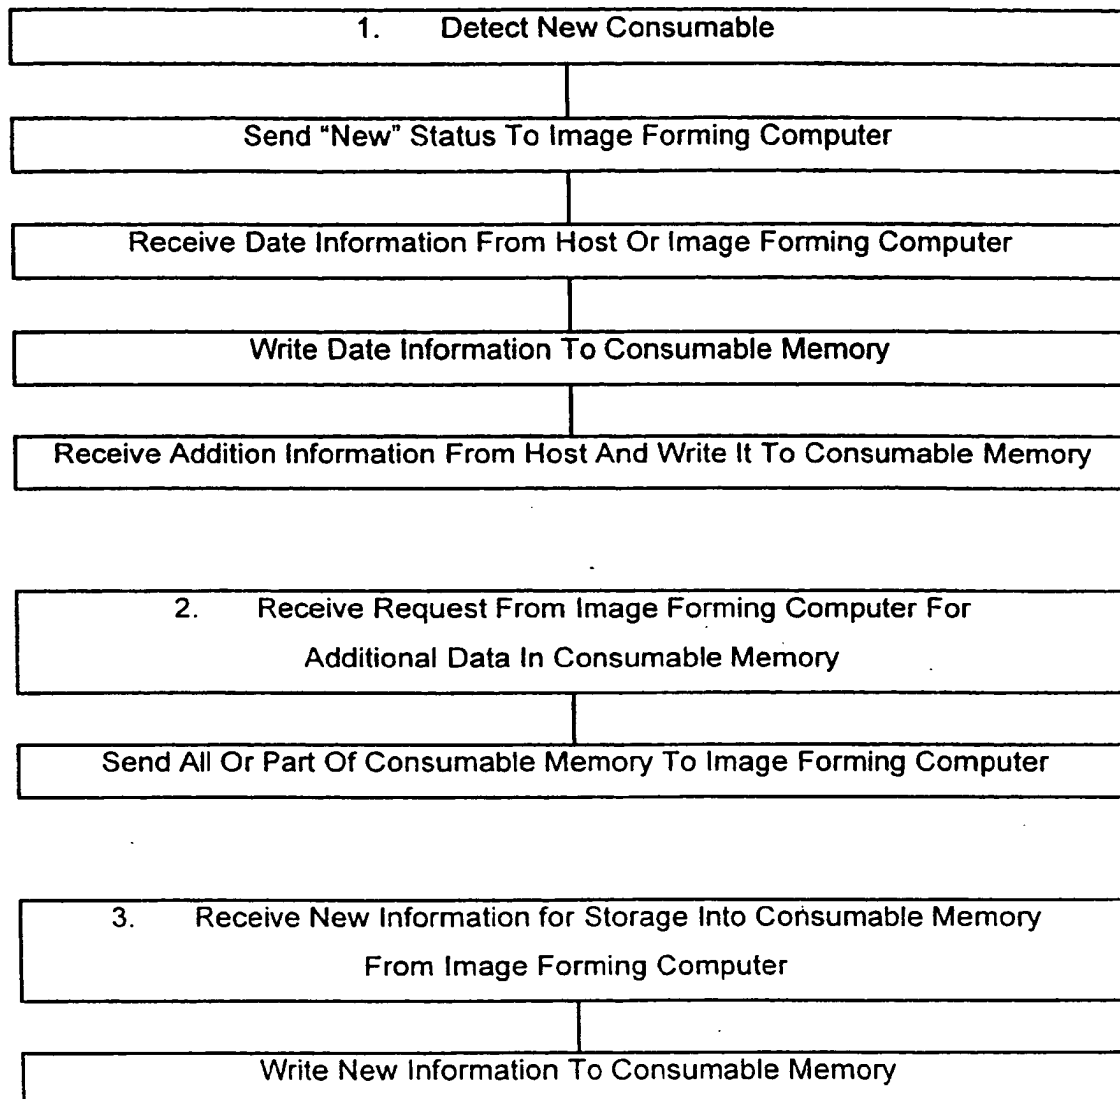 1. Detect New Consumable
Send “New” Status To Image Forming Computer
Receive Date Information From Host Or Image Forming Computer
Write Date Information To Consumable Memory
Receive Addition Information From Host And Write It To Consumable Memory
2. Receive Request From Image Forming Computer For
Additional Data In Consumable Memory
Send All Or Part Of Consumable Memory To Image Forming Computer
3. Receive New Information for Storage Into Consumable Memory
From Image Forming Computer
Write New Information To Consumable Memory